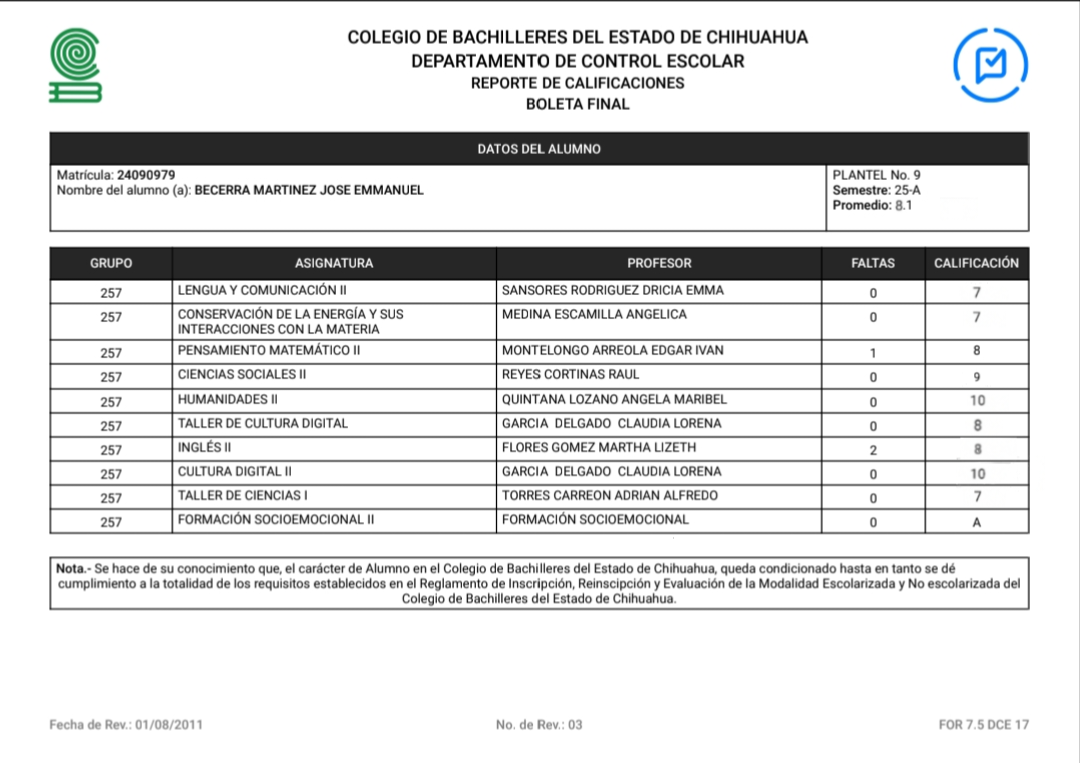 COLEGIO DE BACHILLERES DEL ESTADO DE CHIHUAHUA
DEPARTAMENTO DE CONTROL ESCOLAR
REPORTE DE CALIFICACIONES
BOLETA FINAL
DATOS DEL ALUMNO
Matrícula: 24090979
Nombre del alumno (a): BECERRA MARTINEZ JOSE EMMANUEL
PLANTEL No. 9
Semestre: 25-A
Promedio: 8.1
GRUPO ASIGNATURA PROFESOR FALTAS CALIFICACIÓN
257 LENGUA Y COMUNICACIÓN II SANSORES RODRIGUEZ DRICIA EMMA 0 7
257 CONSERVACIÓN DE LA ENERGÍA Y SUS MEDINA ESCAMILLA ANGELICA 0 7
INTERACCIONES CON LA MATERIA
257 PENSAMIENTO MATEMÁTICO II MONTELONGO ARREOLA EDGAR IVAN 1 8
257 CIENCIAS SOCIALES II REYES CORTINAS RAUL 0 9
257 HUMANIDADES II QUINTANA LOZANO ANGELA MARIBEL 0 10
257 TALLER DE CULTURA DIGITAL GARCIA DELGADO CLAUDIA LORENA 0 8
257 INGLÉS II FLORES GOMEZ MARTHA LIZETH 2 8
257 CULTURA DIGITAL II GARCIA DELGADO CLAUDIA LORENA 0 10
257 TALLER DE CIENCIAS I TORRES CARREON ADRIAN ALFREDO 0 7
257 FORMACIÓN SOCIOEMOCIONAL II FORMACIÓN SOCIOEMOCIONAL 0 A
Nota.- Se hace de su conocimiento que, el carácter de Alumno en el Colegio de Bachilleres del Estado de Chihuahua, queda condicionado hasta en tanto se dé
cumplimiento a la totalidad de los requisitos establecidos en el Reglamento de Inscripción, Reinscipción y Evaluación de la Modalidad Escolarizada y No escolarizada del
Colegio de Bachilleres del Estado de Chihuahua.
Fecha de Rev.: 01/08/2011 No. de Rev.: 03 FOR 7.5 DCE 17